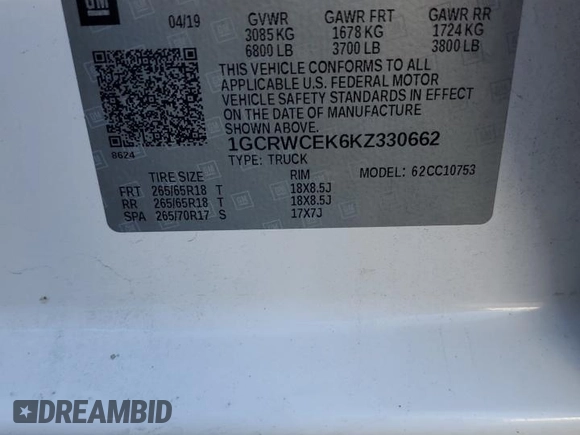 GM
04/19 GVWR GAWR FRT GAWR RR
3085 KG 1678 KG 1724 KG
6800 LB 3700 LB 3800 LB
THIS VEHICLE CONFORMS TO ALL
APPLICABLE U.S. FEDERAL MOTOR
VEHICLE SAFETY STANDARDS IN EFFECT
ON THE DATE OF MANUFACTURE
SHOWN ABOVE.
8624 1GCRWCEK6KZ330662
TYPE: TRUCK MODEL: 62CC10753
TIRE SIZE RIM
FRT 265/65R18 T 18X8.5J
RR 265/65R18 T 18X8.5J
SPA 265/70R17 S 17X7J
DREAMBID